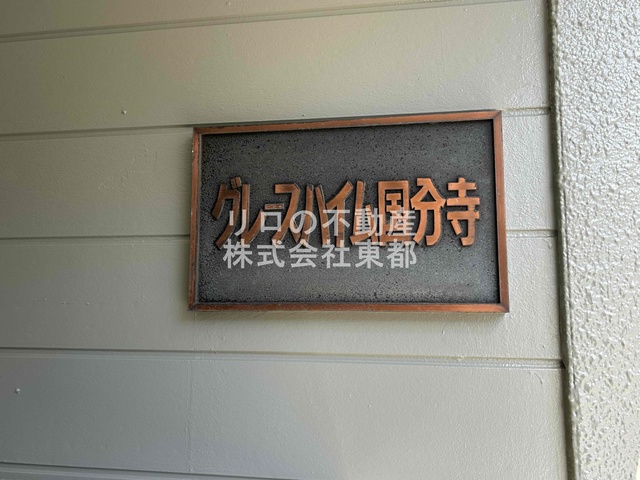 グレースハイム国分寺
リロの不動産
株式会社東都